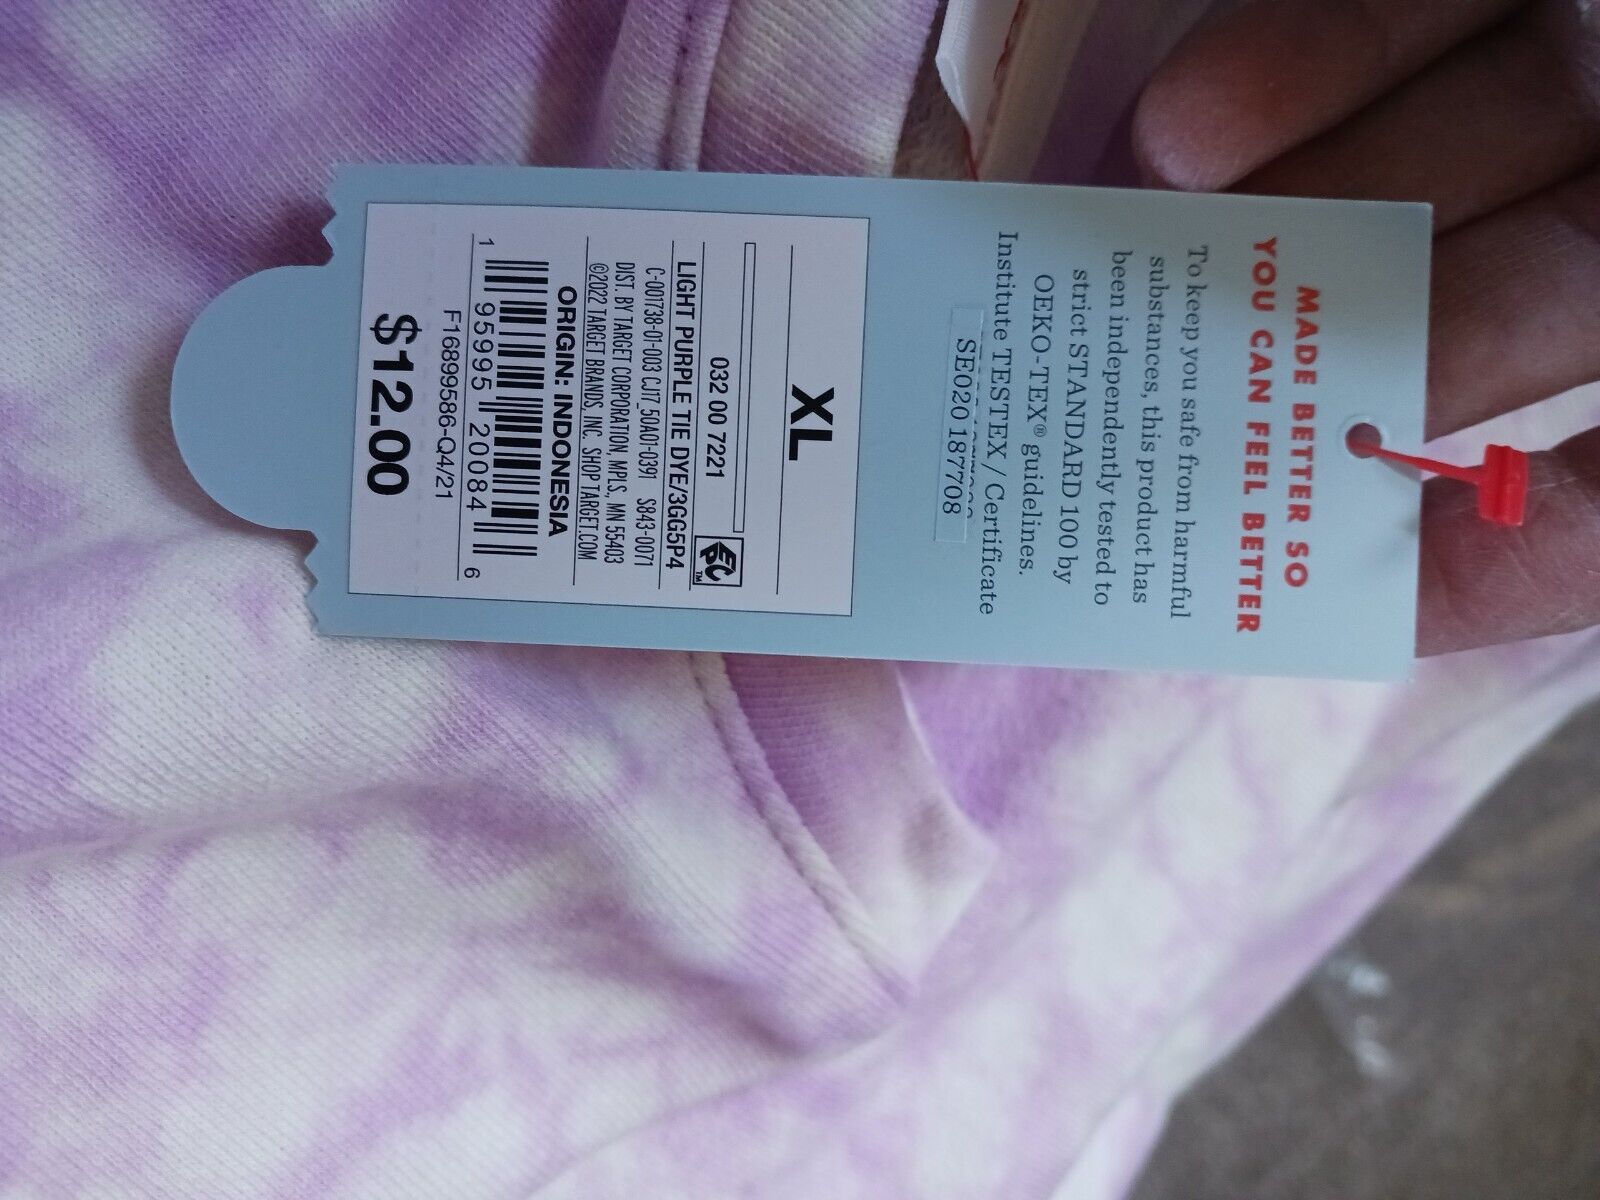 MADE BETTER SO
YOU CAN FEEL BETTER
To keep you safe from harmful
substances, this product has
been independently tested to
strict STANDARD 100 by
OEKO-TEX® guidelines.
Institute TESTEX / Certificate
SE020 187708
XL
032 00 7221
EPC™
LIGHT PURPLE TIE DYE/3GG5P4
C-001738-01-003 CJ17_50A01-0391 S843-0071
DIST. BY TARGET CORPORATION, MPLS., MN 55403
©2022 TARGET BRANDS, INC. SHOP TARGET.COM
ORIGIN: INDONESIA
1 95995 20084 6
F16899586-Q4/21
$12.00